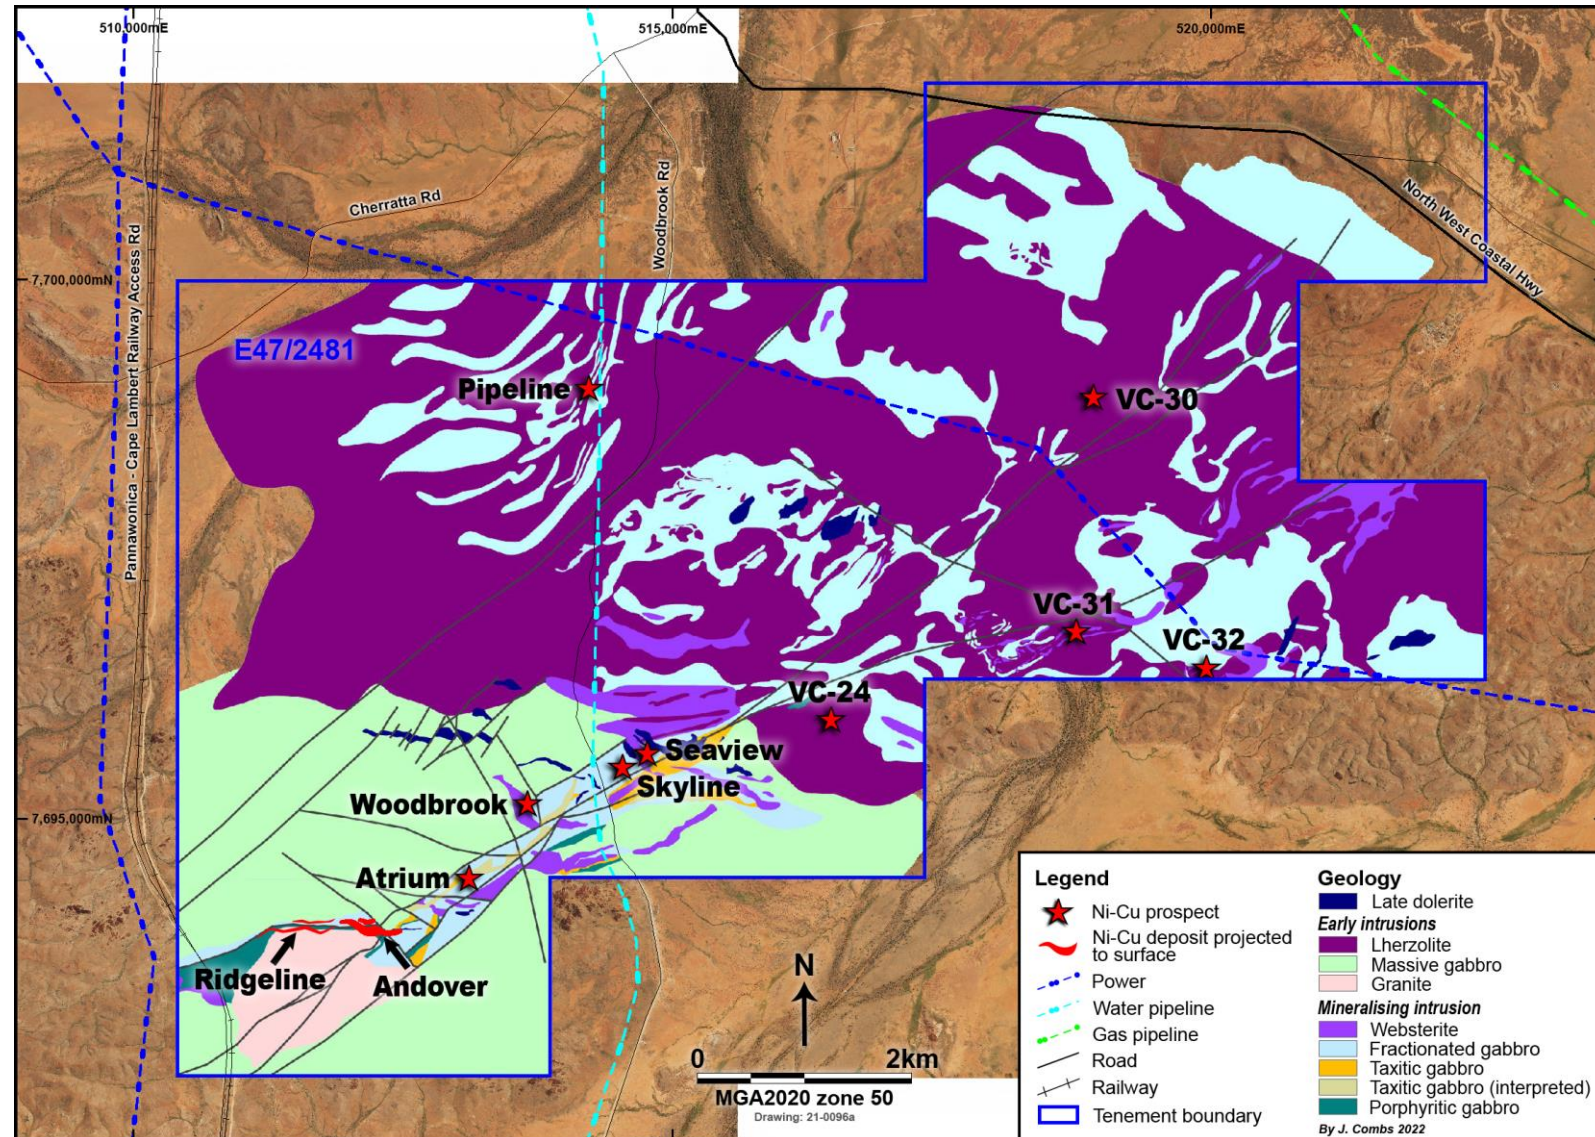 510,000mE
515,000mE
520,000mE
7,700,000mN
7,695,000mN
Pannawonica - Cape Lambert Railway Access Rd
Cherratta Rd
Woodbrook Rd
North West Coastal Hwy
E47/2481
Pipeline
VC-30
VC-31
VC-32
VC-24
Seaview
Skyline
Woodbrook
Atrium
Ridgeline
Andover
N
0 2km
MGA2020 zone 50
Drawing: 21-0096a
Legend
Ni-Cu prospect
Ni-Cu deposit projected
to surface
Power
Water pipeline
Gas pipeline
Road
Railway
Tenement boundary
Geology
Late dolerite
Early intrusions
Lherzolite
Massive gabbro
Granite
Mineralising intrusion
Websterite
Fractionated gabbro
Taxitic gabbro
Taxitic gabbro (interpreted)
Porphyritic gabbro
By J. Combs 2022